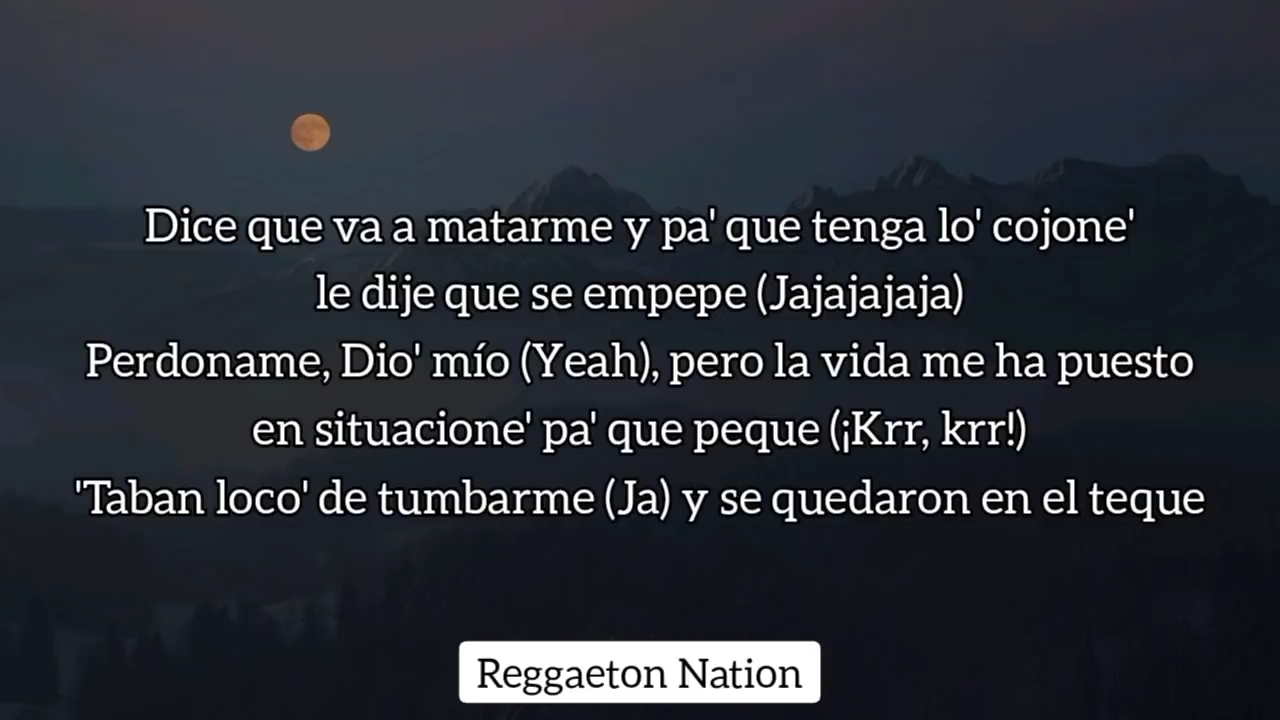 Dice que va a matarme y pa' que tenga lo' cojone'
le dije que se empepe (Jajajajaja)
Perdoname, Dio' mío (Yeah), pero la vida me ha puesto
en situacione' pa' que peque (¡Krr, krr!)
'Taban loco' de tumbarme (Ja) y se quedaron en el teque
Reggaeton Nation